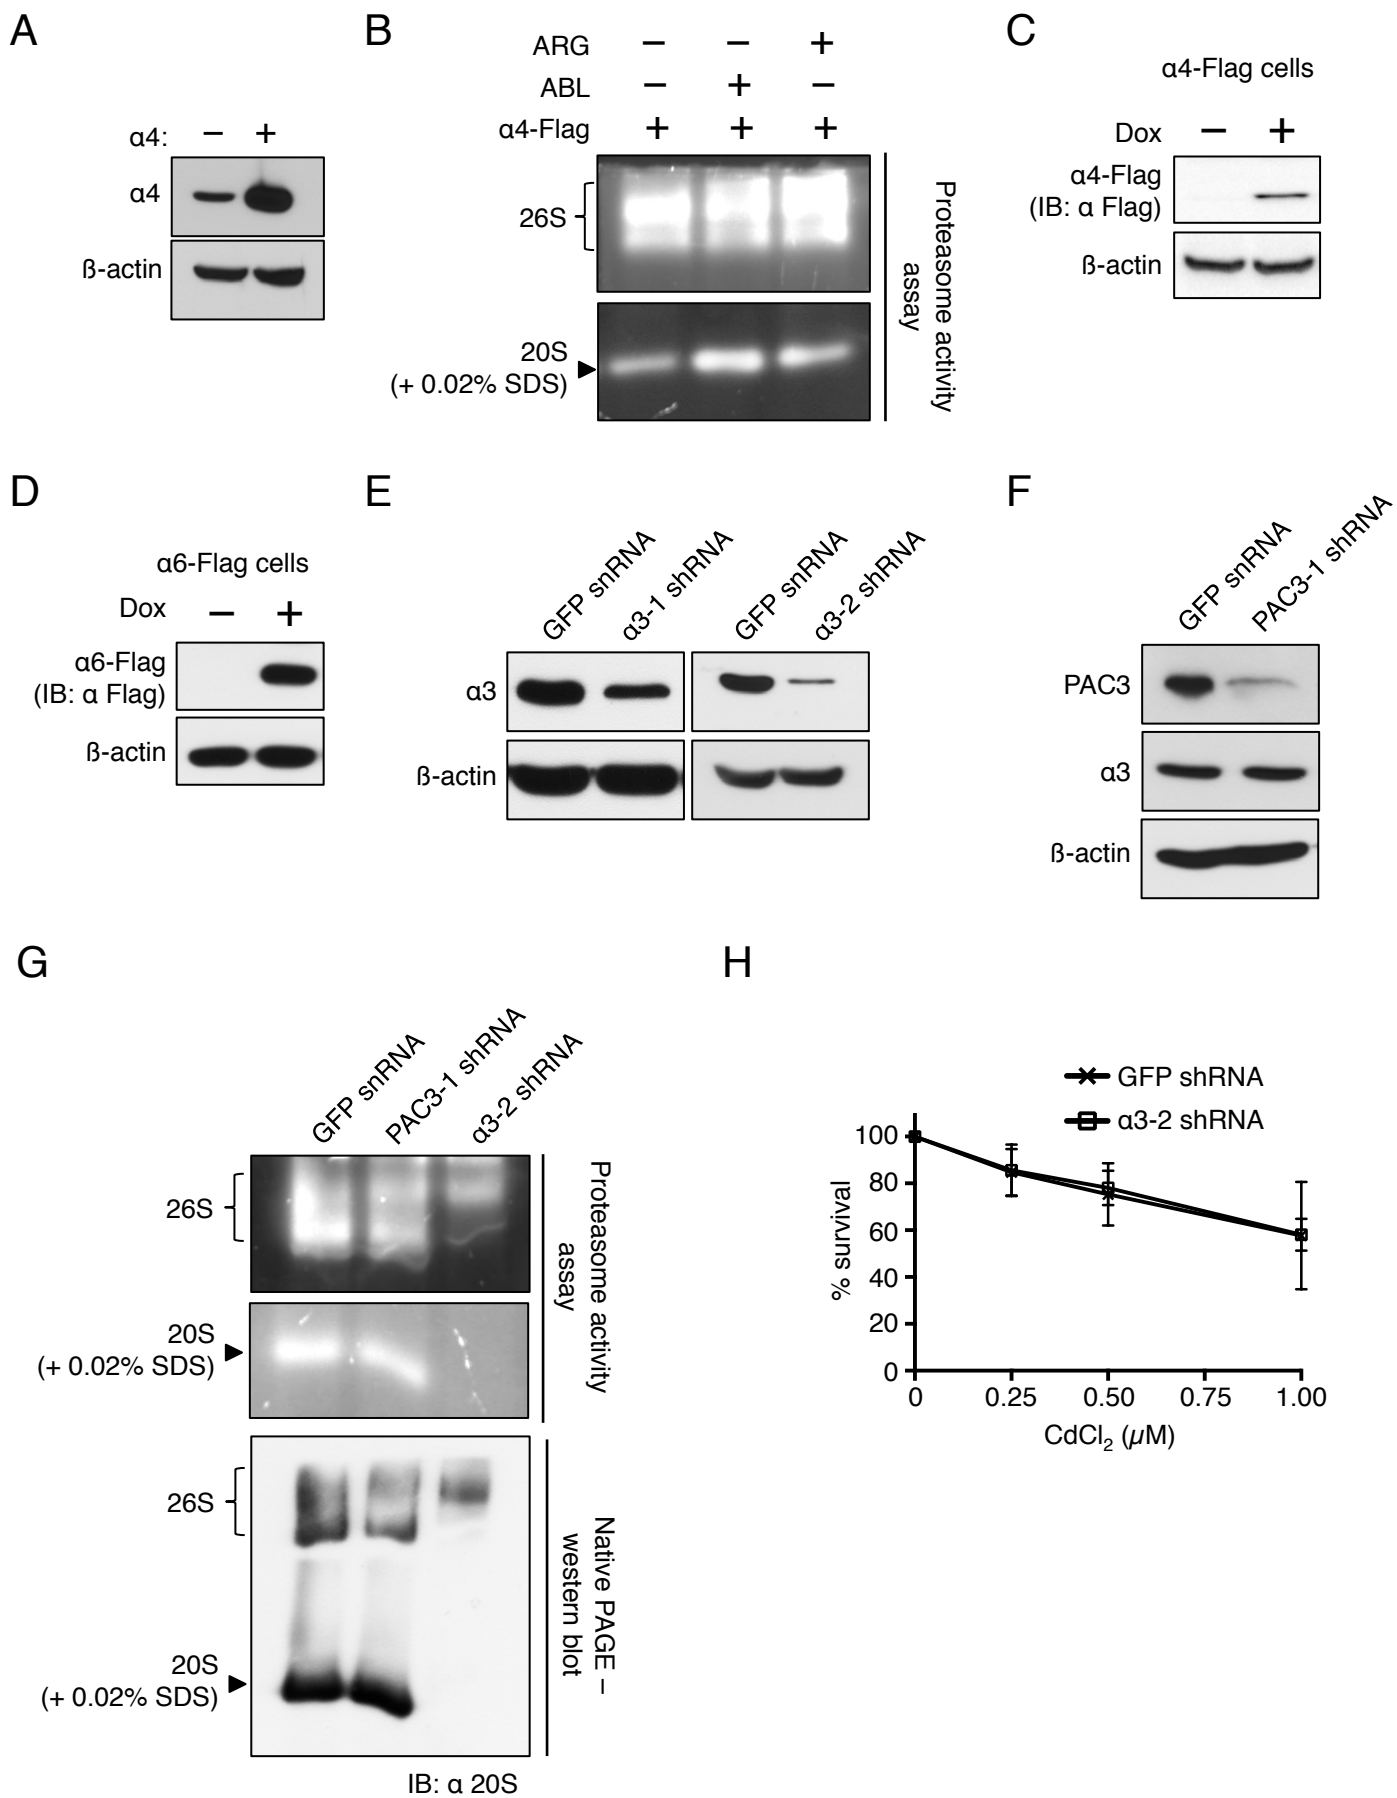 A
α4: − +
α4
ß-actin
B
ARG − − +
ABL − + −
α4-Flag + + +
26S
20S
(+ 0.02% SDS)
Proteasome activity
assay
C
α4-Flag cells
Dox − +
α4-Flag
(IB: α Flag)
ß-actin
D
α6-Flag cells
Dox − +
α6-Flag
(IB: α Flag)
ß-actin
E
GFP snRNA
α3-1 shRNA
GFP snRNA
α3-2 shRNA
α3
ß-actin
F
GFP snRNA
PAC3-1 shRNA
PAC3
α3
ß-actin
G
GFP snRNA
PAC3-1 shRNA
α3-2 shRNA
26S
20S
(+ 0.02% SDS)
Proteasome activity
assay
26S
20S
(+ 0.02% SDS)
Native PAGE –
western blot
IB: α 20S
H
GFP shRNA
α3-2 shRNA
% survival
100
80
60
40
20
0
0 0.25 0.50 0.75 1.00
CdCl₂ (µM)